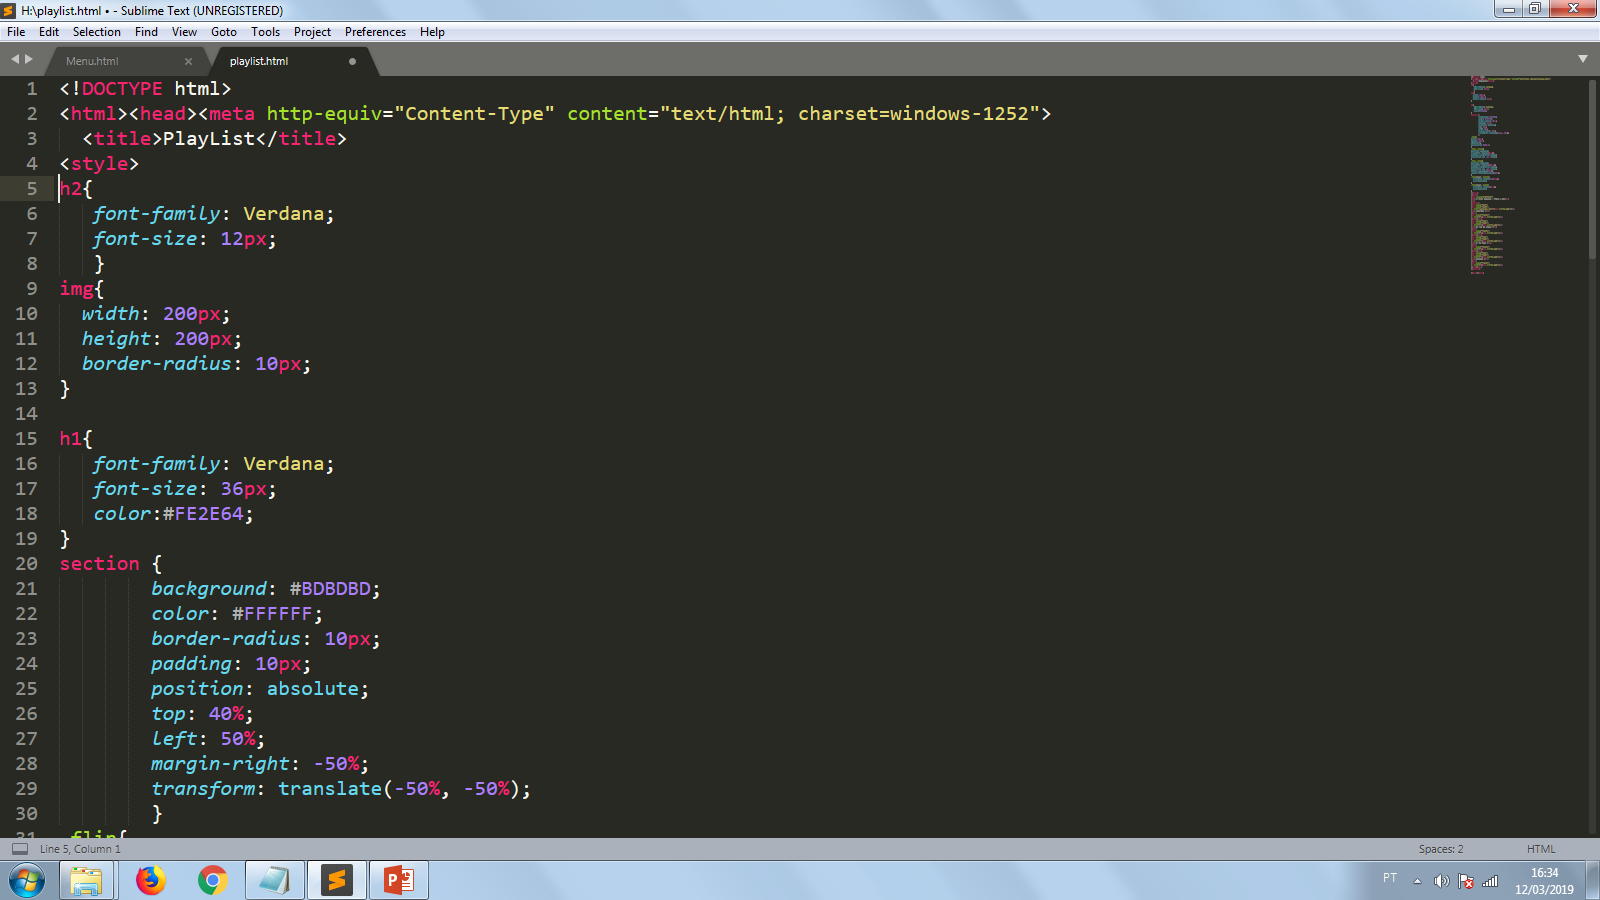 H:\playlist.html • - Sublime Text (UNREGISTERED)
File Edit Selection Find View Goto Tools Project Preferences Help
Menu.html × playlist.html
1 <!DOCTYPE html>
2 <html><head><meta http-equiv="Content-Type" content="text/html; charset=windows-1252">
3 <title>PlayList</title>
4 <style>
5 h2{
6 font-family: Verdana;
7 font-size: 12px;
8 }
9 img{
10 width: 200px;
11 height: 200px;
12 border-radius: 10px;
13 }
14
15 h1{
16 font-family: Verdana;
17 font-size: 36px;
18 color:#FE2E64;
19 }
20 section {
21 background: #BDBDBD;
22 color: #FFFFFF;
23 border-radius: 10px;
24 padding: 10px;
25 position: absolute;
26 top: 40%;
27 left: 50%;
28 margin-right: -50%;
29 transform: translate(-50%, -50%);
30 }
31 flip{
Line 5, Column 1 Spaces: 2 HTML
PT 16:34
12/03/2019